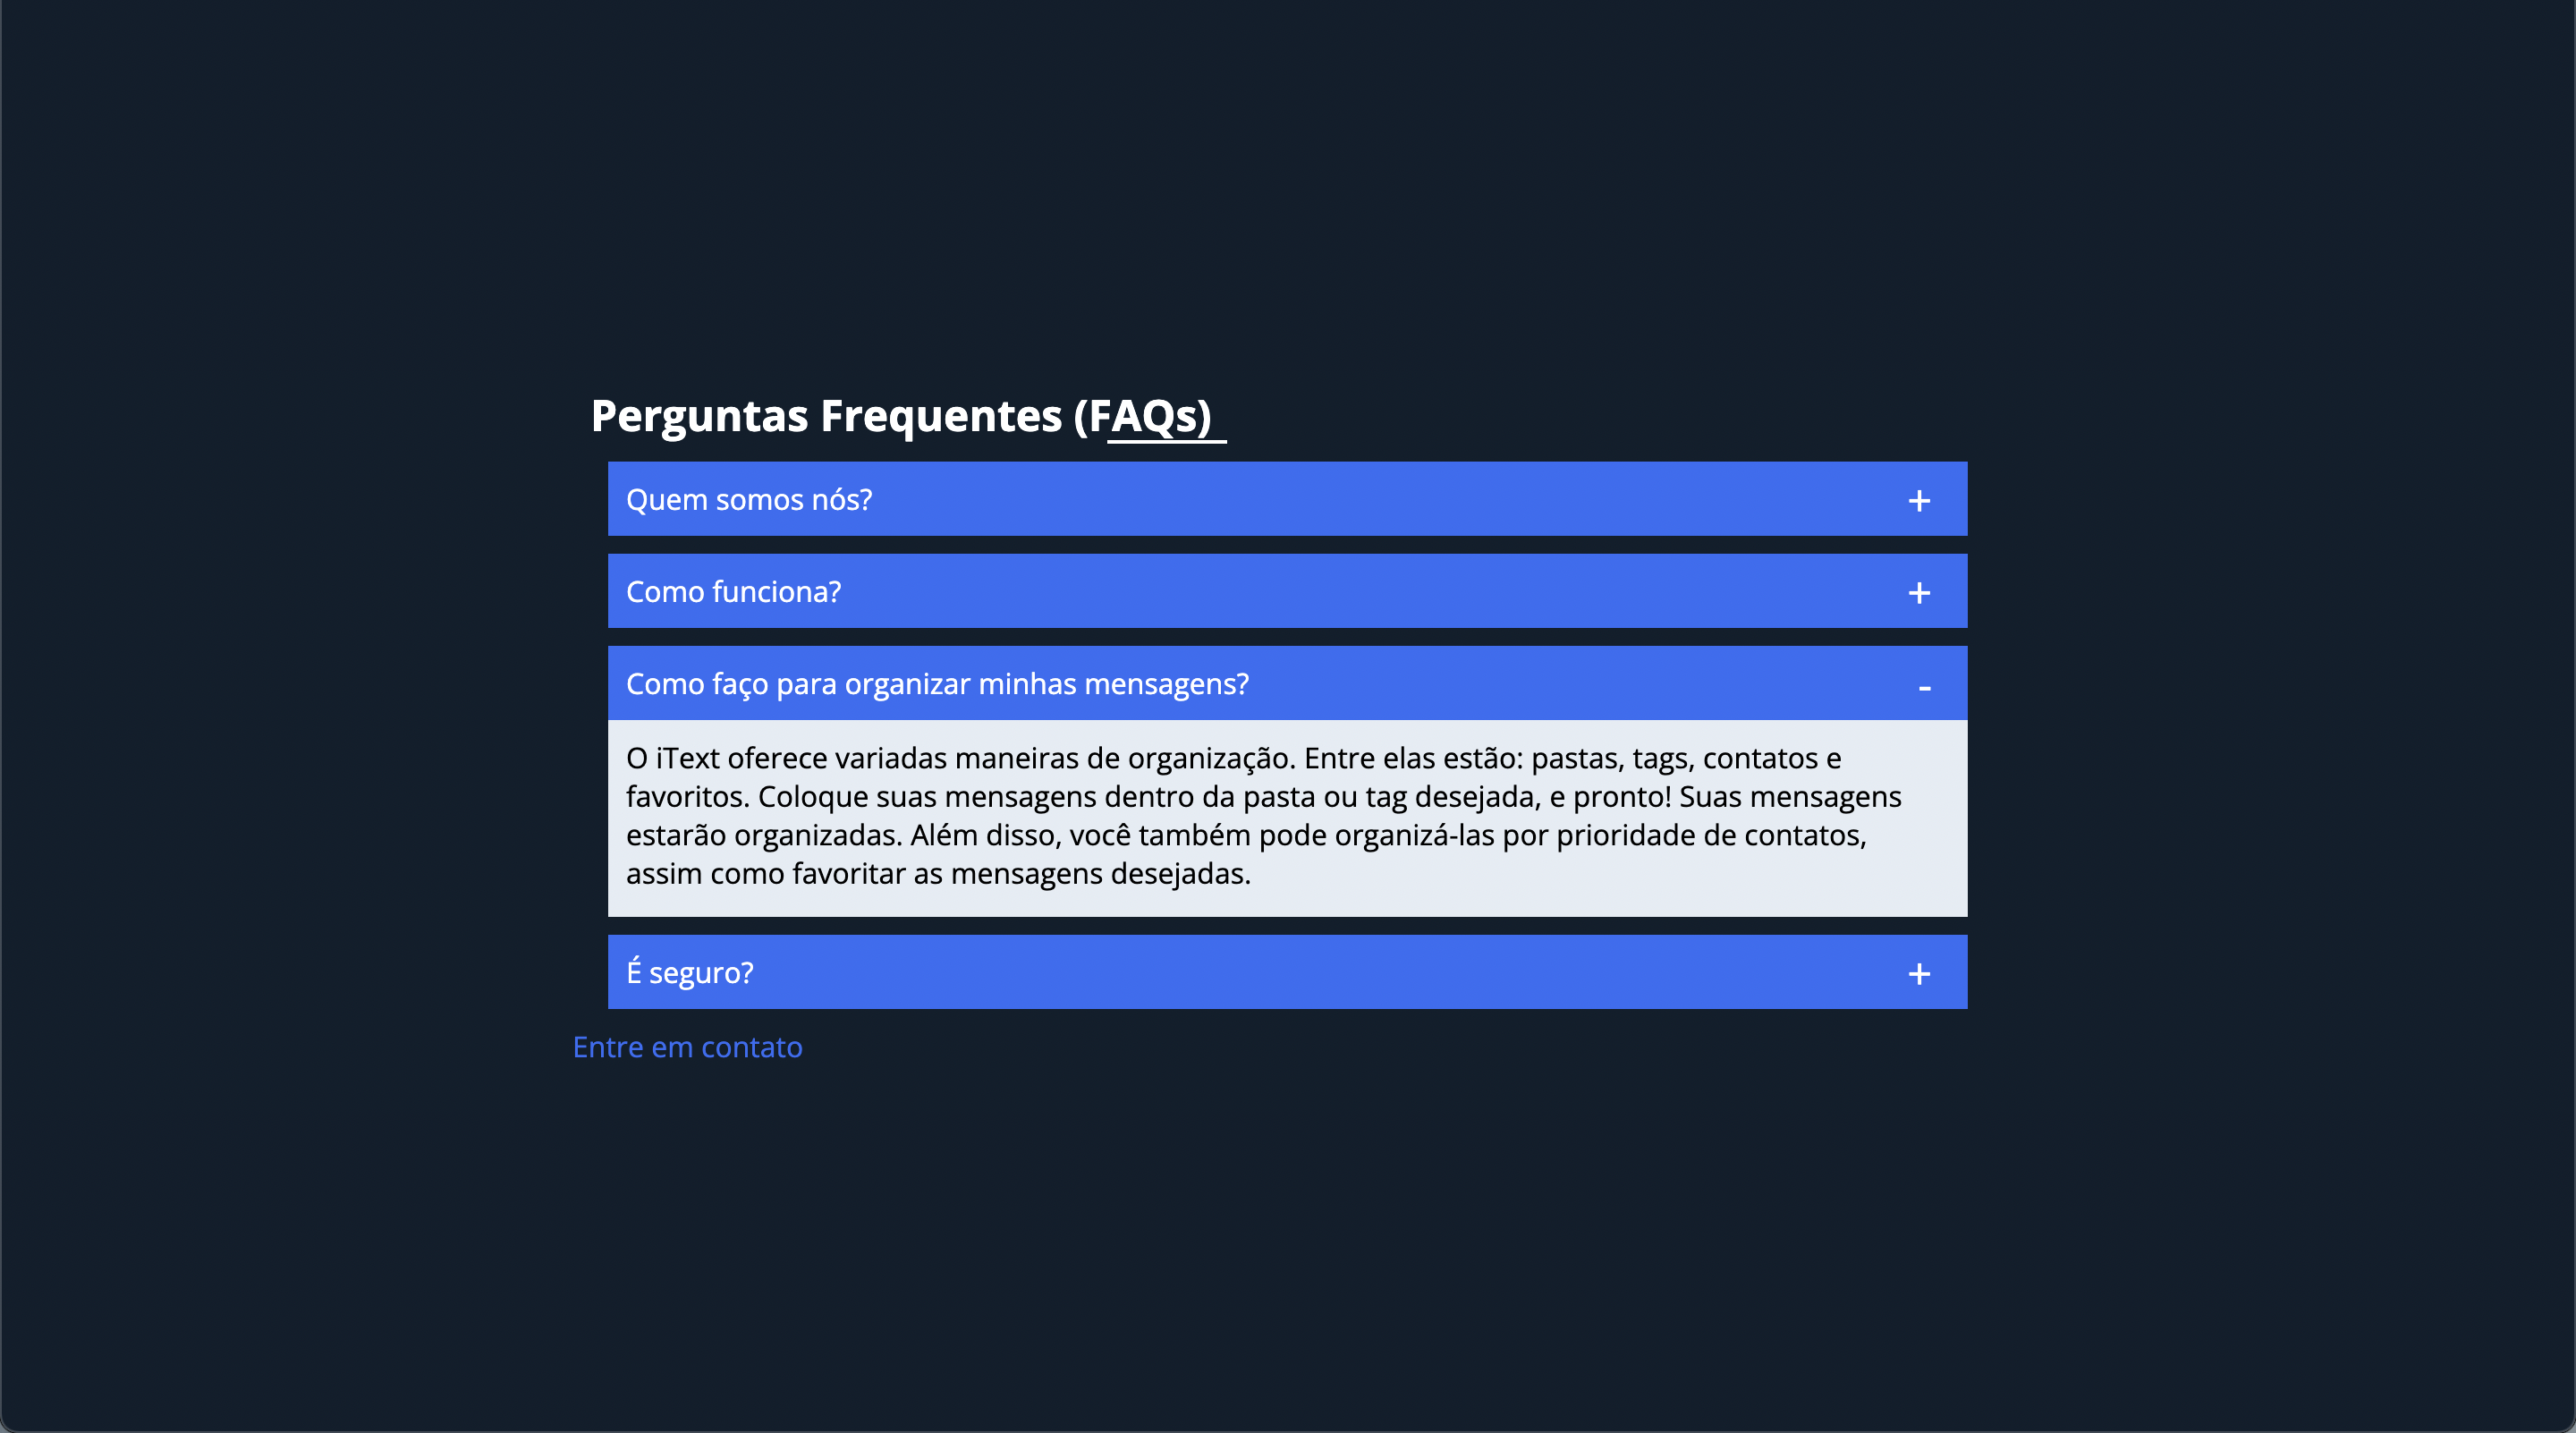 Perguntas Frequentes (FAQs)
Quem somos nós? +
Como funciona? +
Como faço para organizar minhas mensagens? -
O iText oferece variadas maneiras de organização. Entre elas estão: pastas, tags, contatos e
favoritos. Coloque suas mensagens dentro da pasta ou tag desejada, e pronto! Suas mensagens
estarão organizadas. Além disso, você também pode organizá-las por prioridade de contatos,
assim como favoritar as mensagens desejadas.
É seguro? +
Entre em contato